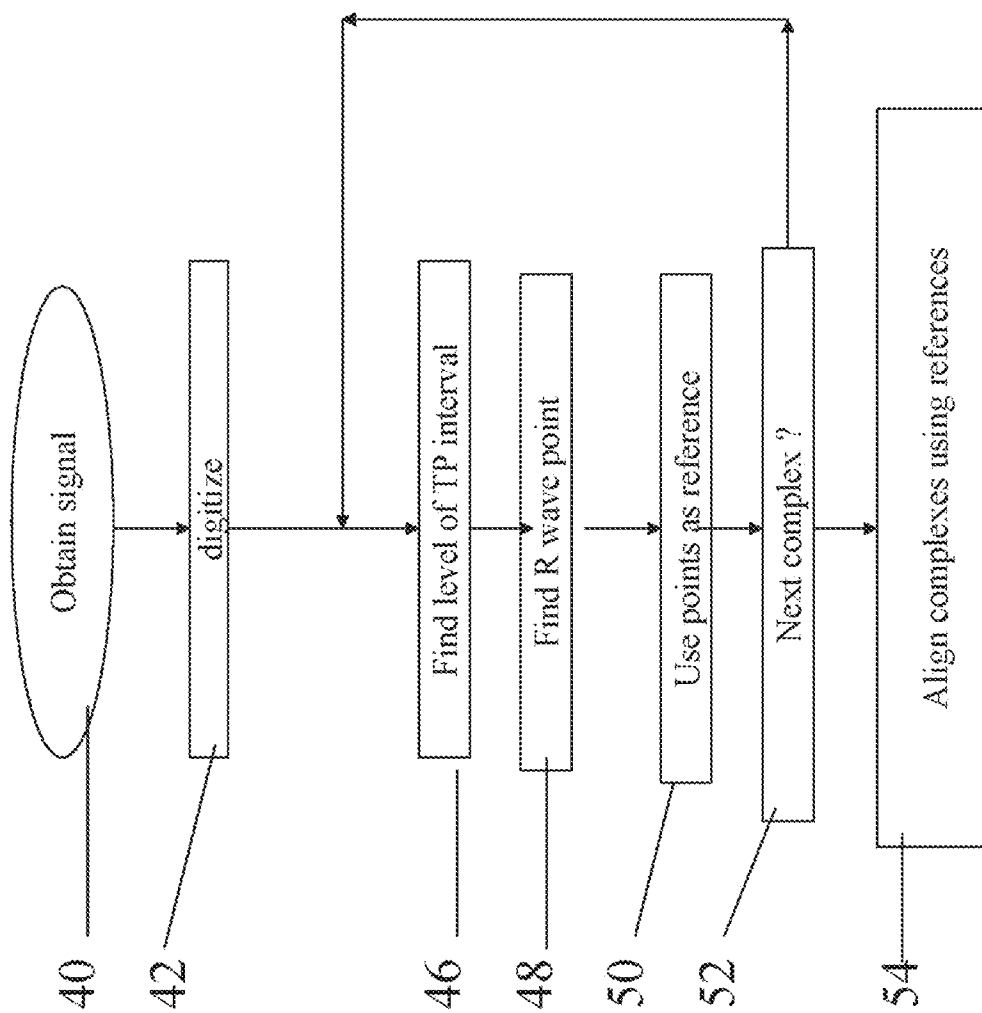 Obtain signal
40
digitize
42
Find level of TP interval
46
Find R wave point
48
Use points as reference
50
Next complex ?
52
Align complexes using references
54